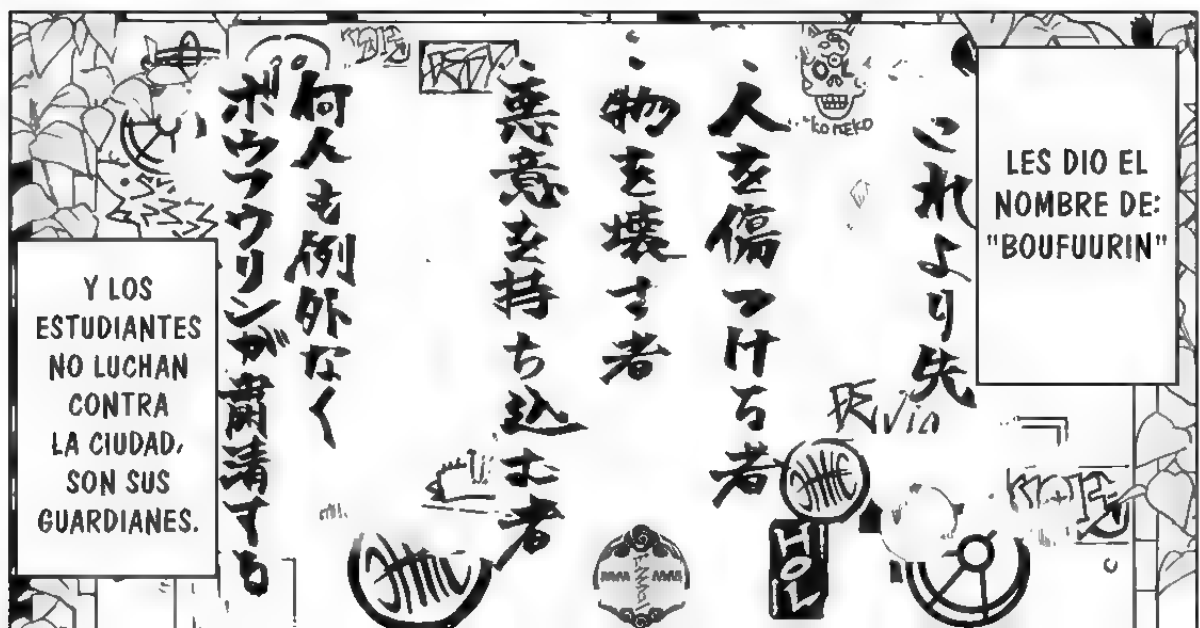 LES DIO EL
NOMBRE DE:
"BOUFUURIN"
これより先
・人を傷つける者
・物を壊す者
・悪意を持ち込む者
何人も例外なく
ボウフウリンが粛清する
KO NEKO
HOL
Y LOS
ESTUDIANTES
NO LUCHAN
CONTRA
LA CIUDAD,
SON SUS
GUARDIANES.